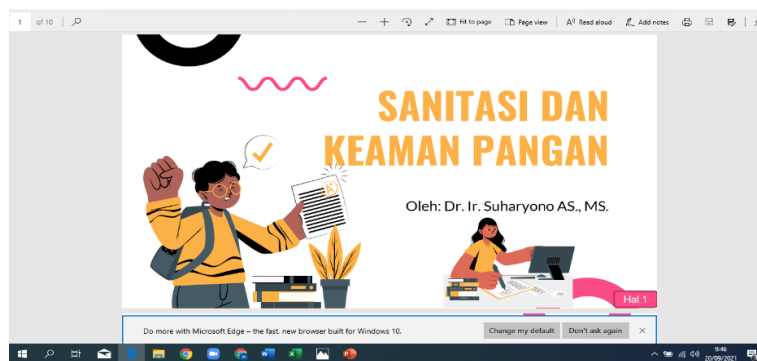 1 of 10 Fit to page Page view Read aloud Add notes
SANITASI DAN
KEAMAN PANGAN
A+
Oleh: Dr. Ir. Suharyono AS., MS.
Hal 1
Do more with Microsoft Edge – the fast, new browser built for Windows 10. Change my default Don't ask again
9:46
20/09/2021